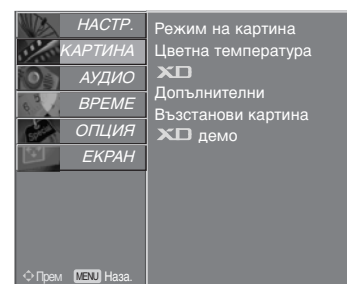 НАСТР.
КАРТИНА
АУДИО
ВРЕМЕ
ОПЦИЯ
ЕКРАН
Режим на картина
Цветна температура
XD
Допълнителни
Възстанови картина
XD демо
Прем MENU Наза.